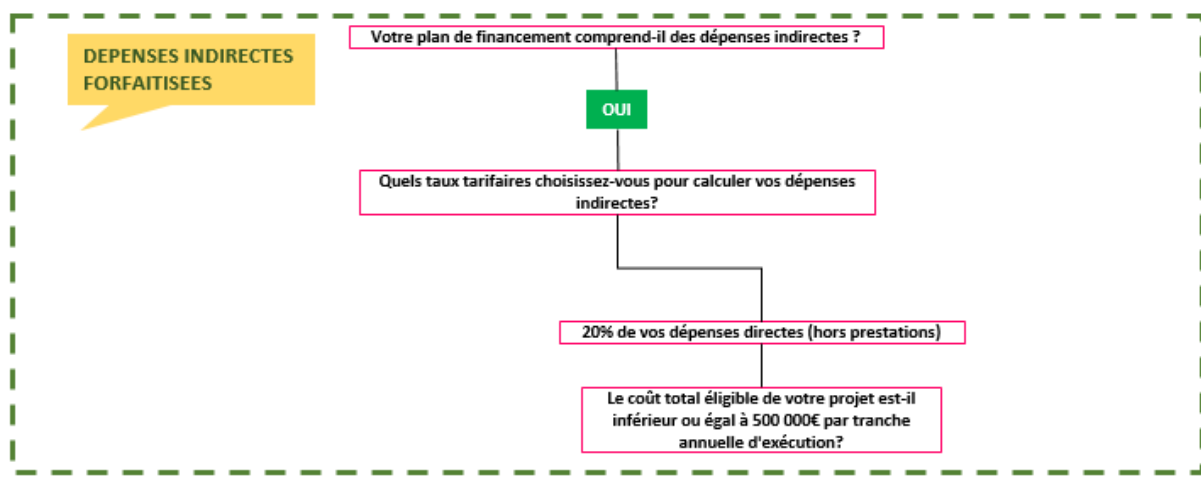 Votre plan de financement comprend-il des dépenses indirectes ?
DEPENSES INDIRECTES
FORFAITISEES
OUI
Quels taux tarifaires choisissez-vous pour calculer vos dépenses
indirectes?
20% de vos dépenses directes (hors prestations)
Le coût total éligible de votre projet est-il
inférieur ou égal à 500 000€ par tranche
annuelle d'exécution?